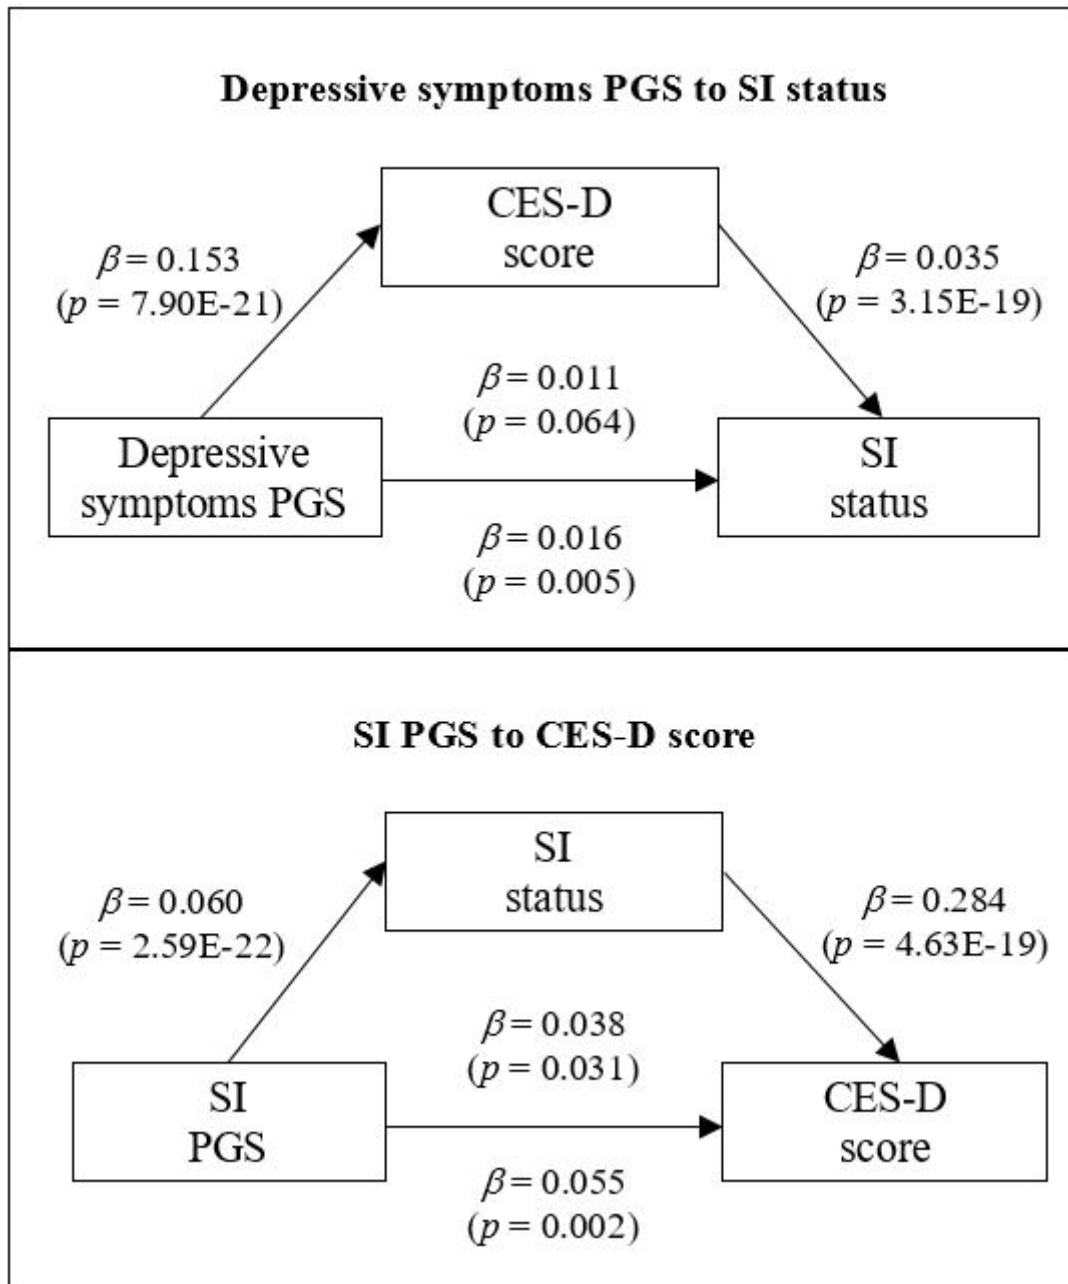 Depressive symptoms PGS to SI status
CES-D
score
β = 0.153
(p = 7.90E-21)
β = 0.035
(p = 3.15E-19)
β = 0.011
(p = 0.064)
Depressive
symptoms PGS
SI
status
β = 0.016
(p = 0.005)
SI PGS to CES-D score
SI
status
β = 0.060
(p = 2.59E-22)
β = 0.284
(p = 4.63E-19)
β = 0.038
(p = 0.031)
SI
PGS
CES-D
score
β = 0.055
(p = 0.002)